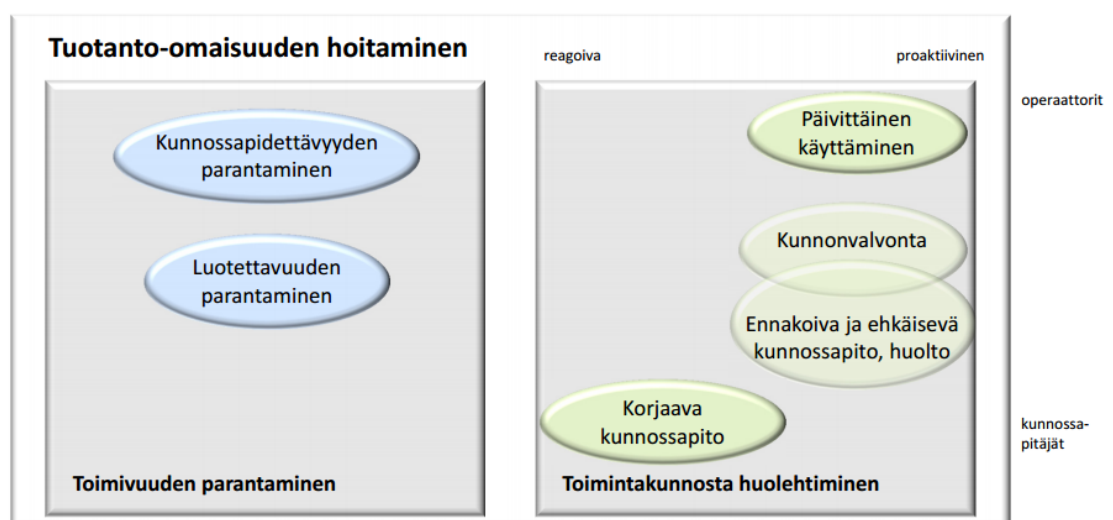 Tuotanto-omaisuuden hoitaminen
reagoiva
proaktiivinen
operaattorit
Kunnossapidettävyyden
parantaminen
Luotettavuuden
parantaminen
Toimivuuden parantaminen
Päivittäinen
käyttäminen
Kunnonvalvonta
Ennakoiva ja ehkäisevä
kunnossapito, huolto
Korjaava
kunnossapito
Toimintakunnosta huolehtiminen
kunnossa-
pitäjät